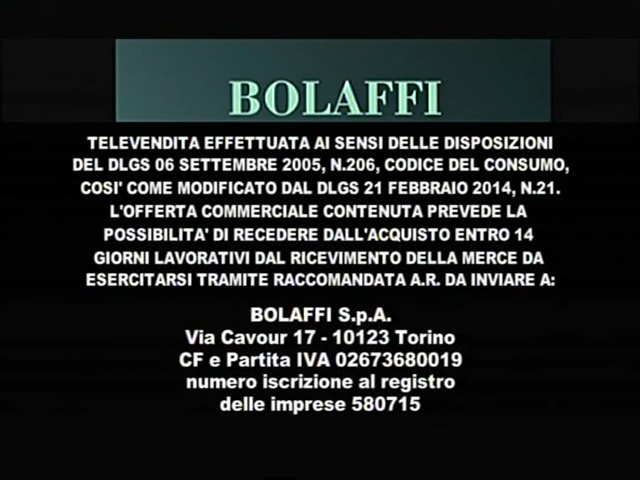 BOLAFFI
TELEVENDITA EFFETTUATA AI SENSI DELLE DISPOSIZIONI
DEL DLGS 06 SETTEMBRE 2005, N.206, CODICE DEL CONSUMO,
COSI' COME MODIFICATO DAL DLGS 21 FEBBRAIO 2014, N.21.
L'OFFERTA COMMERCIALE CONTENUTA PREVEDE LA
POSSIBILITA' DI RECEDERE DALL'ACQUISTO ENTRO 14
GIORNI LAVORATIVI DAL RICEVIMENTO DELLA MERCE DA
ESERCITARSI TRAMITE RACCOMANDATA A.R. DA INVIARE A:
BOLAFFI S.p.A.
Via Cavour 17 - 10123 Torino
CF e Partita IVA 02673680019
numero iscrizione al registro
delle imprese 580715